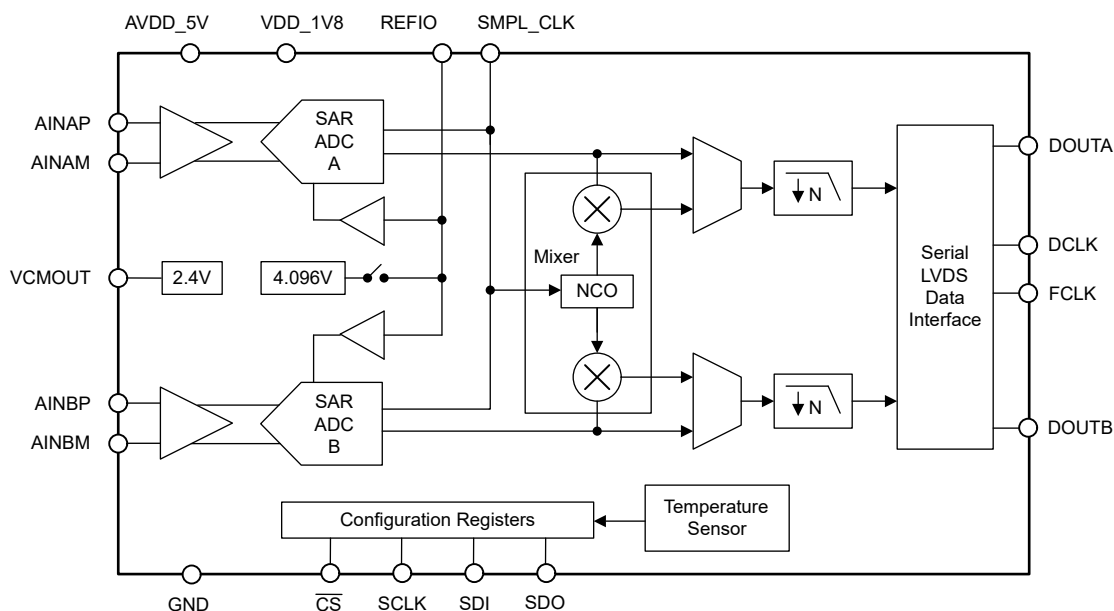 AVDD_5V
VDD_1V8
REFIO
SMPL_CLK
AINAP
AINAM
SAR
ADC
A
VCMOUT
2.4V
4.096V
Mixer
NCO
N
Serial
LVDS
Data
Interface
DOUTA
DCLK
FCLK
AINBP
AINBM
SAR
ADC
B
N
DOUTB
Configuration Registers
Temperature
Sensor
GND
C̅S̅
SCLK
SDI
SDO